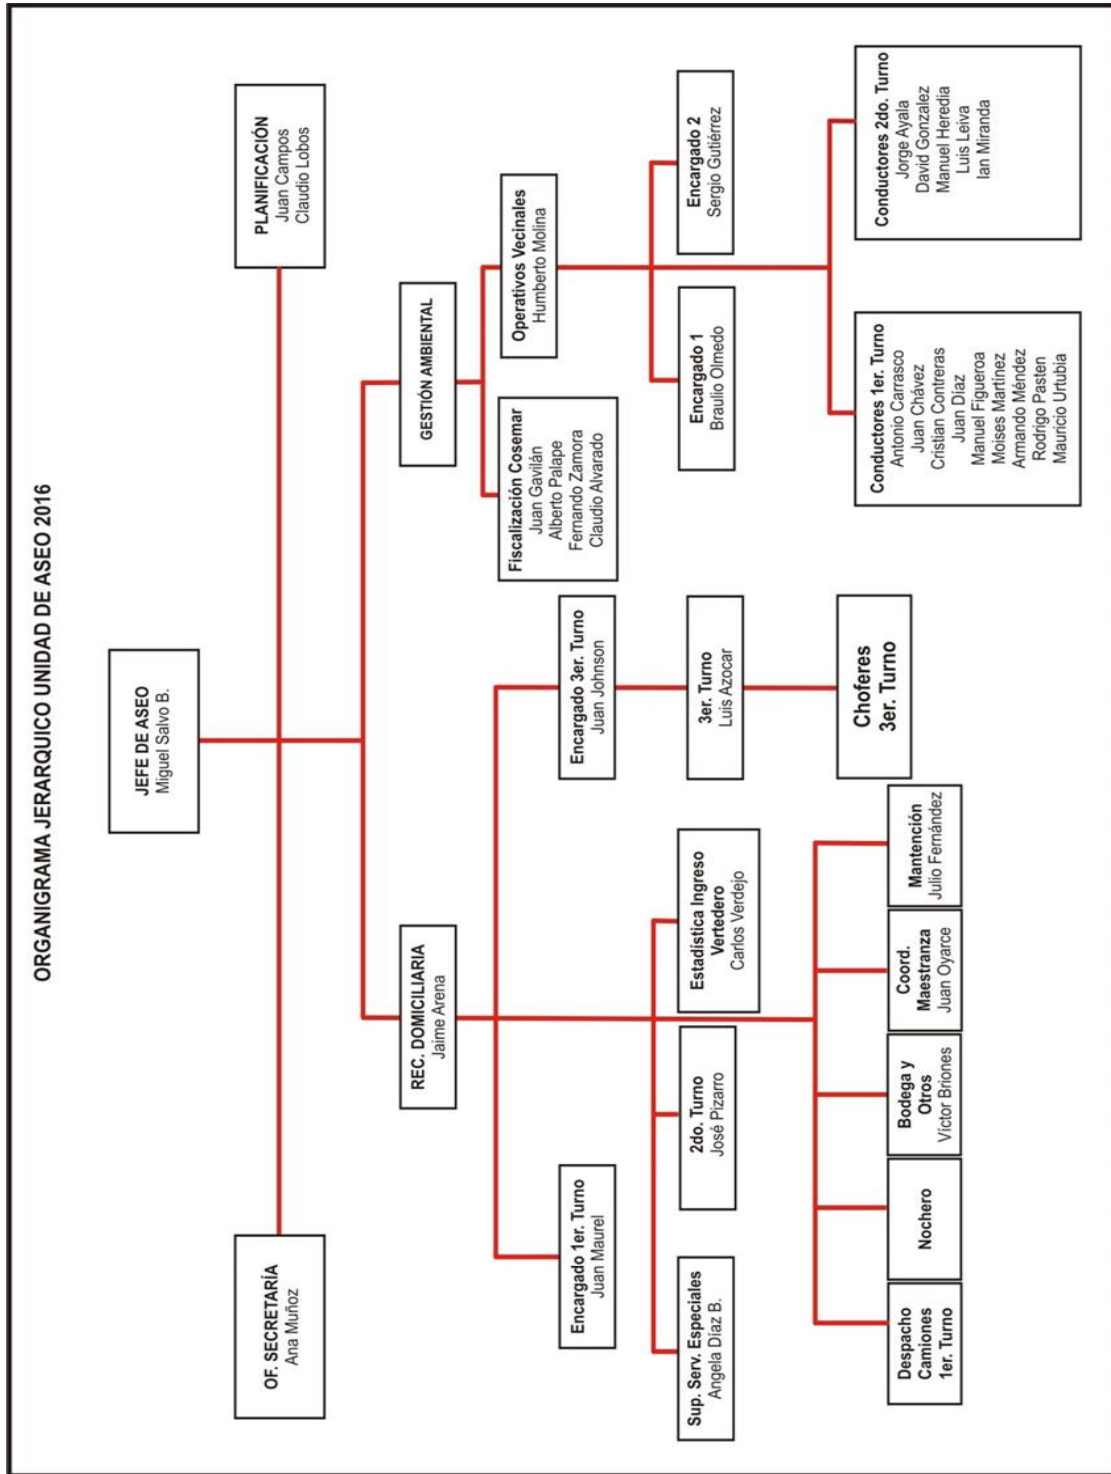 ORGANIGRAMA JERARQUICO UNIDAD DE ASEO 2016
JEFE DE ASEO
Miguel Salvo B.
OF. SECRETARÍA
Ana Muñoz
PLANIFICACIÓN
Juan Campos
Claudio Lobos
REC. DOMICILIARIA
Jaime Arena
GESTIÓN AMBIENTAL
Encargado 1er. Turno
Juan Maurel
Encargado 3er. Turno
Juan Johnson
Fiscalización Cosemar
Juan Gavilán
Alberto Palape
Fernando Zamora
Claudio Alvarado
Operativos Vecinales
Humberto Molina
Sup. Serv. Especiales
Angela Díaz B.
2do. Turno
José Pizarro
Estadística Ingreso
Vertedero
Carlos Verdejo
3er. Turno
Luis Azocar
Encargado 1
Braulio Olmedo
Encargado 2
Sergio Gutiérrez
Despacho
Camiones
1er. Turno
Nochero
Bodega y
Otros
Víctor Briones
Coord.
Maestranza
Juan Oyarce
Mantención
Julio Fernández
Choferes
3er. Turno
Conductores 1er. Turno
Antonio Carrasco
Juan Chávez
Cristian Contreras
Juan Díaz
Manuel Figueroa
Moises Martínez
Armando Méndez
Rodrigo Pasten
Mauricio Urtubia
Conductores 2do. Turno
Jorge Ayala
David Gonzalez
Manuel Heredia
Luis Leiva
Ian Miranda